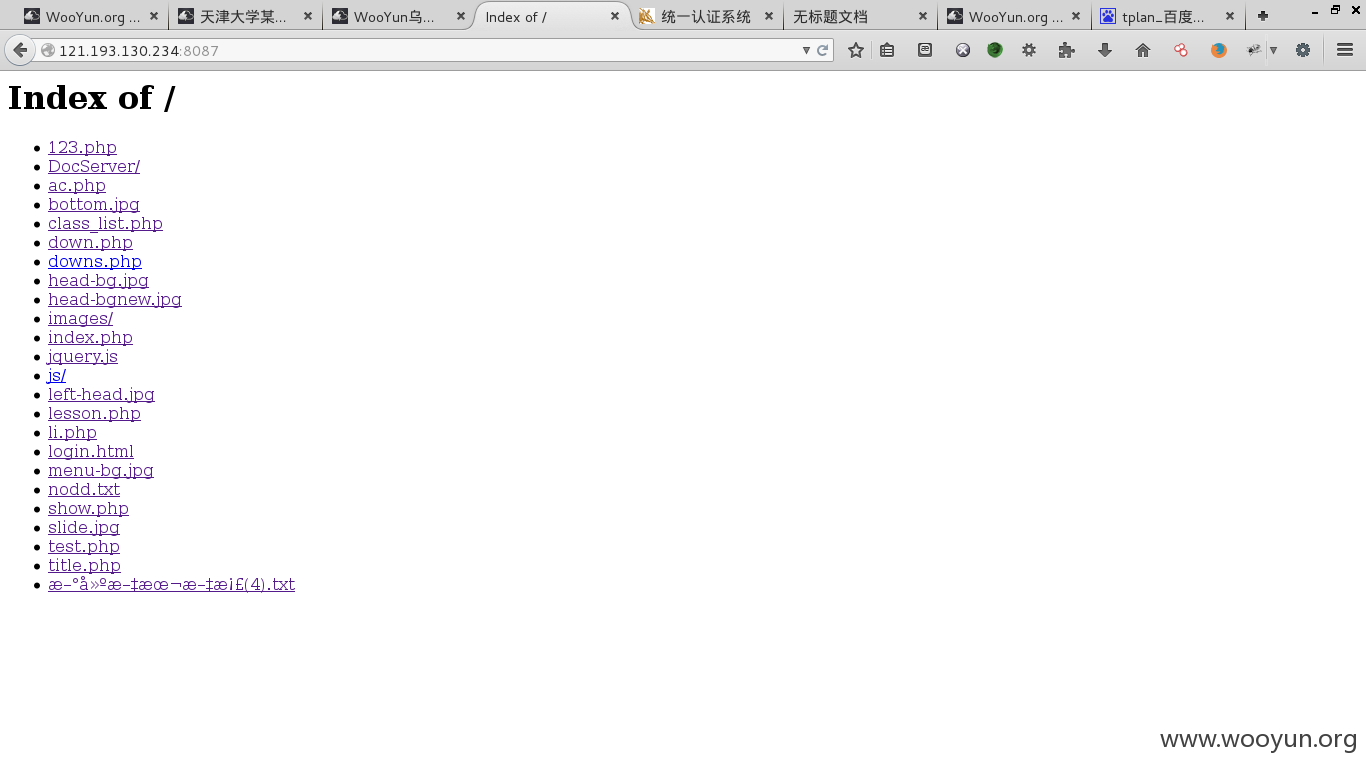 WooYun.org ...
天津大学某...
WooYun乌...
Index of /
统一认证系统
无标题文档
WooYun.org ...
tplan_百度...
121.193.130.234:8087
Index of /
123.php
DocServer/
ac.php
bottom.jpg
class_list.php
down.php
downs.php
head-bg.jpg
head-bgnew.jpg
images/
index.php
jquery.js
js/
left-head.jpg
lesson.php
li.php
login.html
menu-bg.jpg
nodd.txt
show.php
slide.jpg
test.php
title.php
æ–°å»ºæ–‡æœ¬æ–‡æ¡£(4).txt
www.wooyun.org